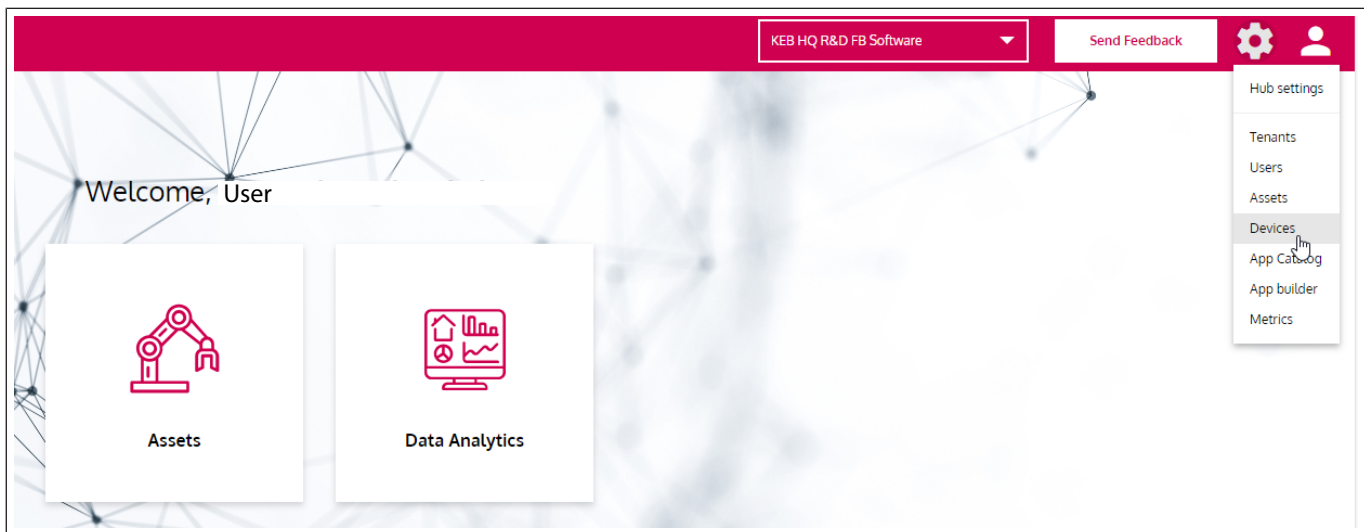 KEB HQ R&D FB Software
Send Feedback
Hub settings
Tenants
Users
Assets
Devices
App Catalog
App builder
Metrics
Welcome, User
Assets
Data Analytics